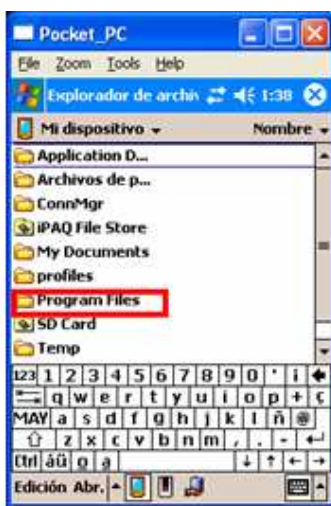 Pocket_PC
File Zoom Tools Help
Explorador de archiv 1:38
Mi dispositivo Nombre
Application D...
Archivos de p...
ConnMgr
iPAQ File Store
My Documents
profiles
Program Files
SD Card
Temp
123 1 2 3 4 5 6 7 8 9 0 ' ¡
q w e r t y u i o p + ç
MAY a s d f g h j k l ñ @
z x c v b n m , . -
Ctrl áü º ª
Edición Abr.